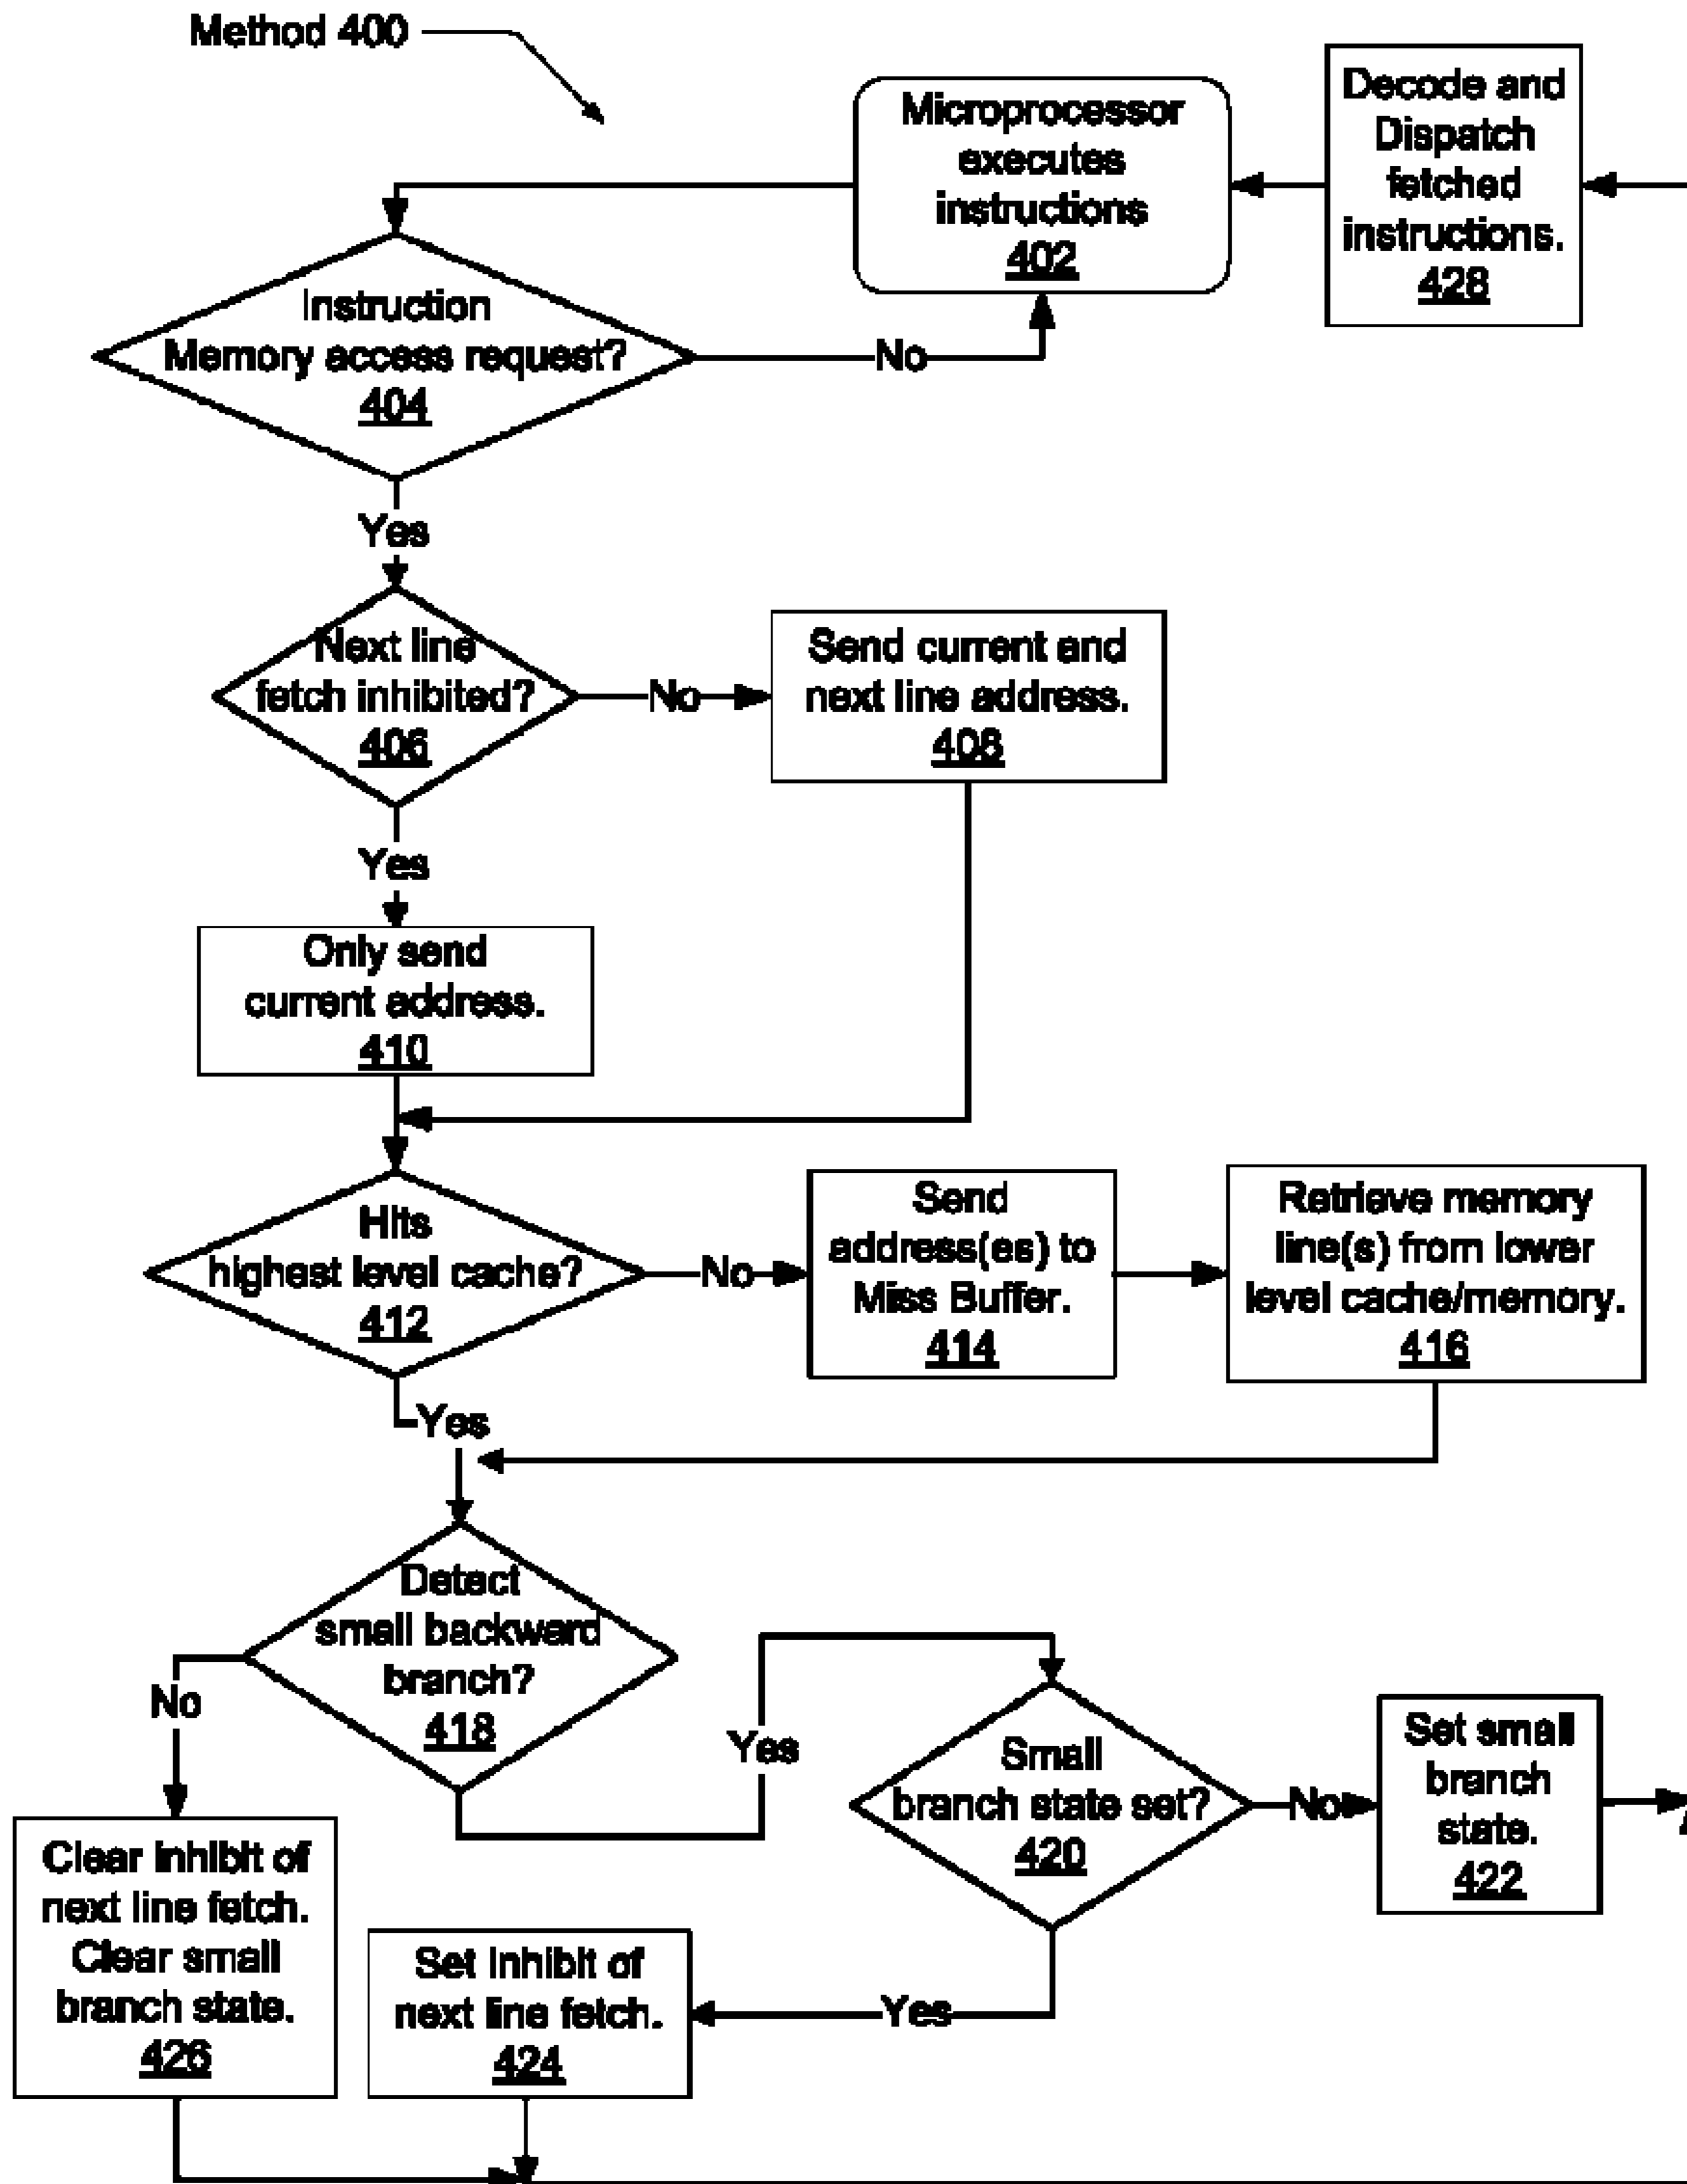 Method 400
Microprocessor
executes
instructions
402
Decode and
Dispatch
fetched
instructions.
428
Instruction
Memory access request?
404
No
Yes
Next line
fetch inhibited?
406
No
Send current and
next line address.
408
Yes
Only send
current address.
410
Hits
highest level cache?
412
No
Send
address(es) to
Miss Buffer.
414
Retrieve memory
line(s) from lower
level cache/memory.
416
Yes
Detect
small backward
branch?
418
No
Yes
Small
branch state set?
420
No
Set small
branch
state.
422
Clear inhibit of
next line fetch.
Clear small
branch state.
426
Set inhibit of
next line fetch.
424
Yes